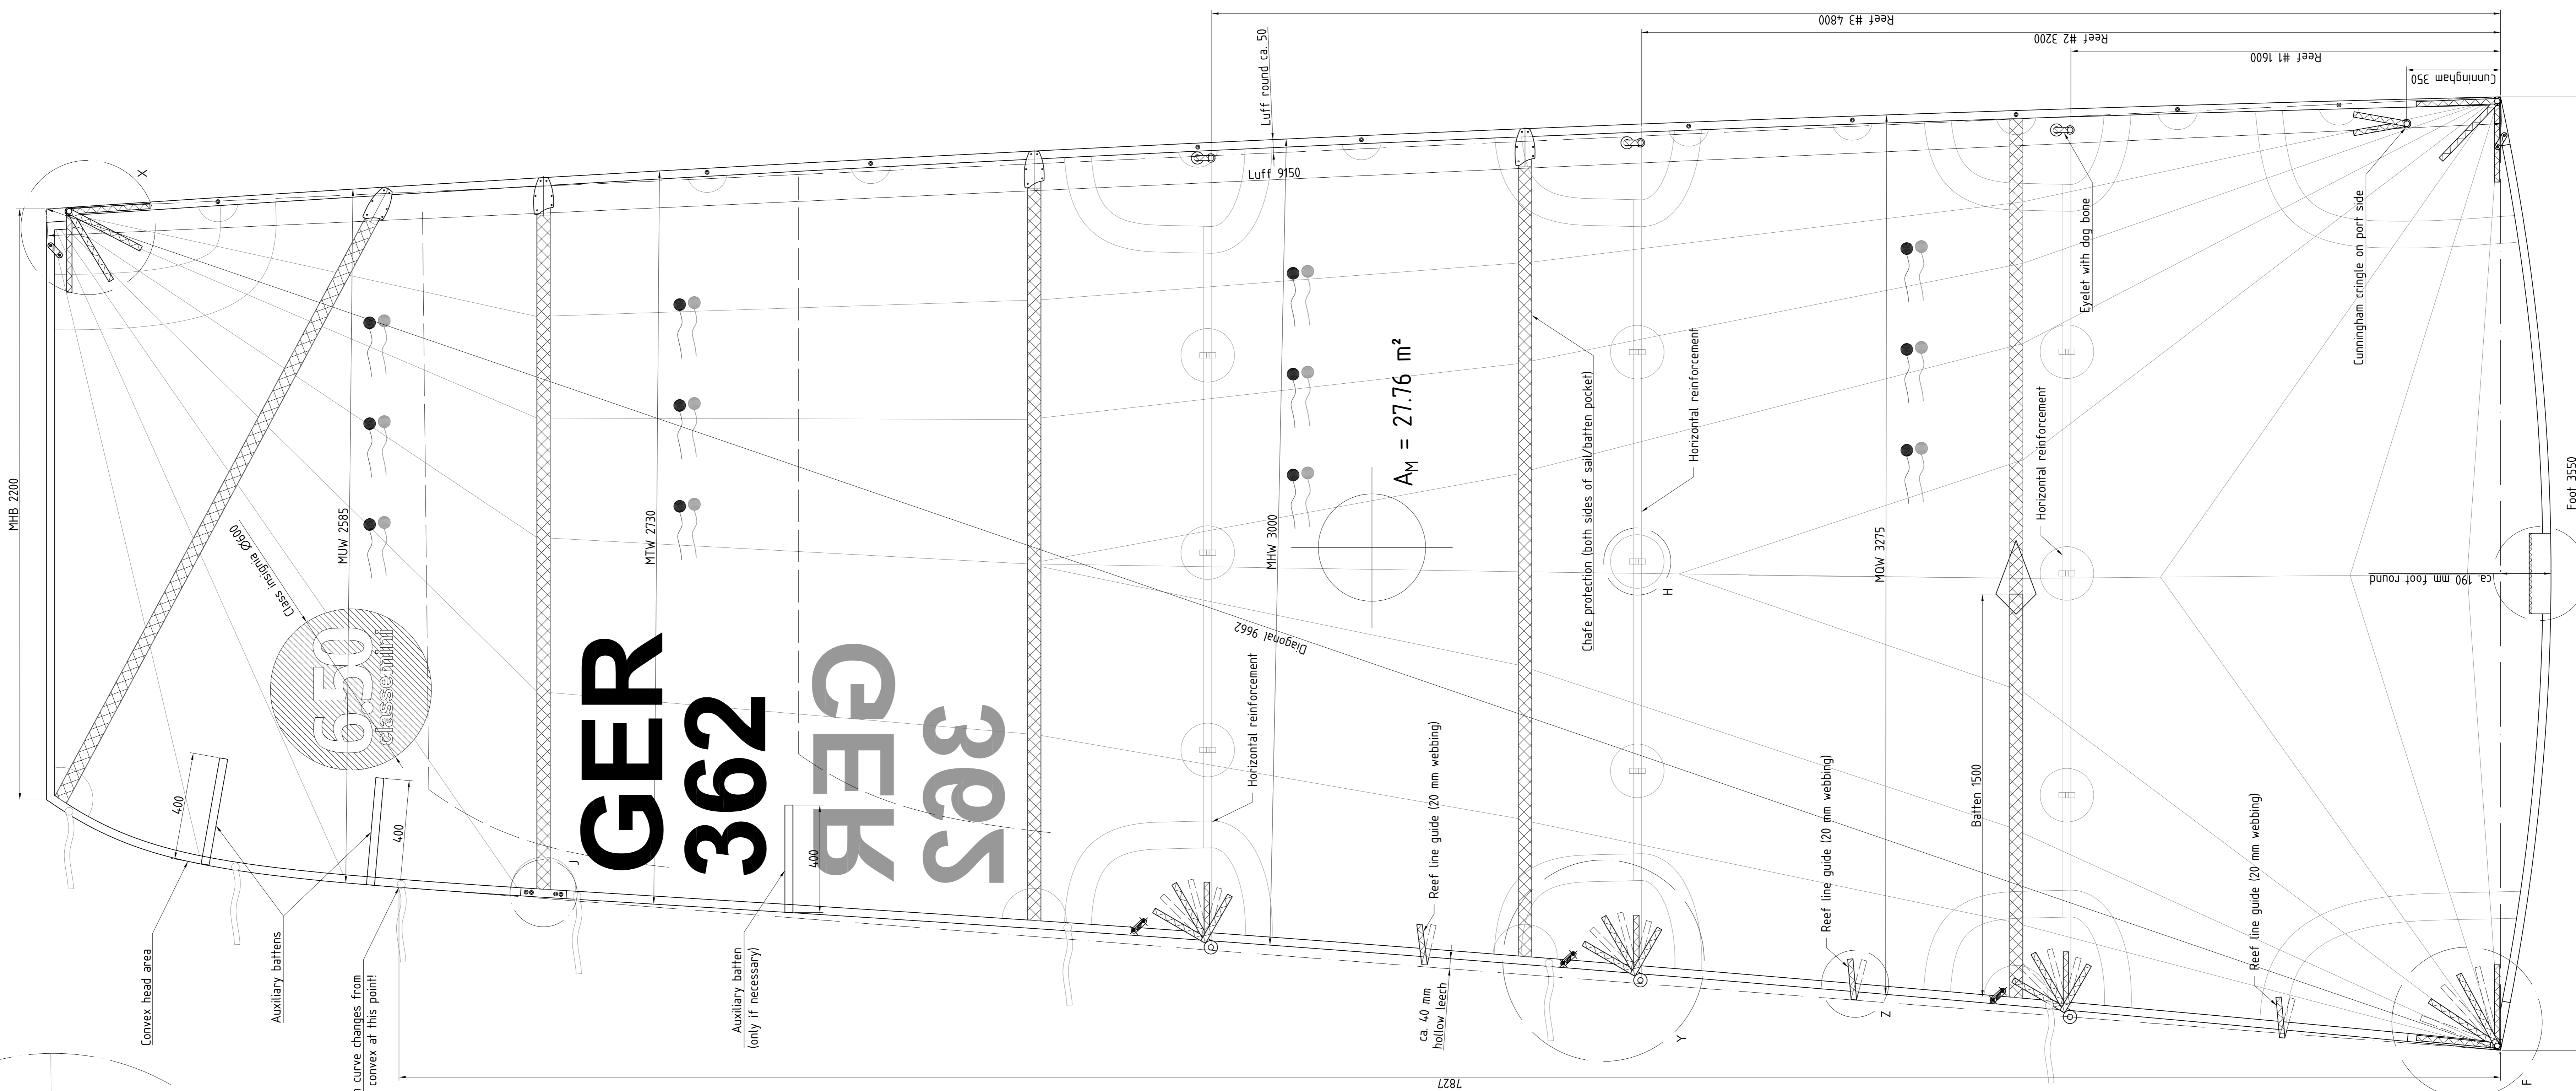 X
MHB 2200
Class insignia Ø600
6.50
classemini
400
400
Convex head area
Auxiliary battens
curve changes from
convex at this point!
MUW 2585
MTW 2730
GER
362
GER
362
J
400
Auxiliary batten
(only if necessary)
Luff round ca. 50
Luff 9150
MHW 3000
AM = 27.76 m²
Diagonal 9662
Horizontal reinforcement
Reef line guide (20 mm webbing)
ca. 40 mm
hollow leech
Chafe protection (both sides of sail/batten pocket)
Horizontal reinforcement
H
Y
Reef line guide (20 mm webbing)
MQW 3275
Z
Batten 1500
Horizontal reinforcement
Eyelet with dog bone
Reef line guide (20 mm webbing)
Cunningham cringle on port side
Reef #3 4800
Reef #2 3200
Reef #1 1600
Cunningham 350
ca. 190 mm foot round
Foot 3550
F
7827